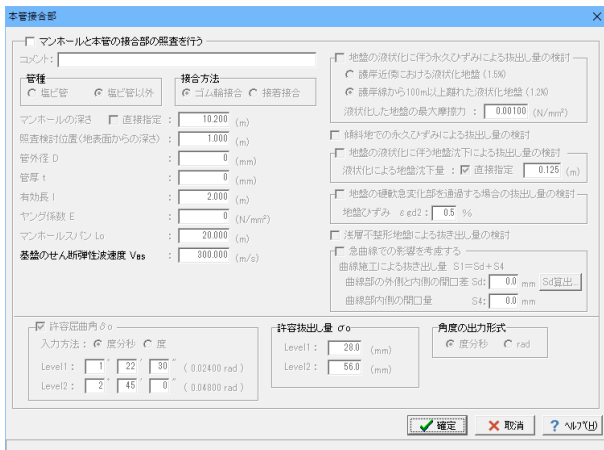 本管接合部
マンホールと本管の接合部の照査を行う
コメント:
管種
塩ビ管 塩ビ管以外
接合方法
ゴム輪接合 接着接合
マンホールの深さ 直接指定 : 10.200 (m)
照査検討位置(地表面からの深さ) : 1.000 (m)
管外径 D : 0 (mm)
管厚 t : 0 (mm)
有効長 l : 2.000 (m)
ヤング係数 E : 0 (N/mm²)
マンホールスパン Lo : 20.000 (m)
基盤のせん断弾性波速度 VBS : 300.000 (m/s)
地盤の液状化に伴う永久ひずみによる抜出し量の検討
護岸近傍における液状化地盤 (1.5%)
護岸線から100m以上離れた液状化地盤 (1.2%)
液状化した地盤の最大摩擦力 : 0.00100 (N/mm²)
傾斜地での永久ひずみによる抜出し量の検討
地盤の液状化に伴う地盤沈下による抜出し量の検討
液状化による地盤沈下量 : 直接指定 0.125 (m)
地盤の硬軟急変化部を通過する場合の抜出し量の検討
地盤ひずみ εgd2 : 0.5 %
浅層不整形地盤による抜き出し量の検討
急曲線での影響を考慮する
曲線施工による抜き出し量 S1=Sd+S4
曲線部の外側と内側の開口差 Sd: 0.0 mm Sd算出...
曲線部内側の開口量 S4: 0.0 mm
許容屈曲角 θo
入力方法 : 度分秒 度
Level1 : 1 ° 22 ′ 30 ″ ( 0.02400 rad )
Level2 : 2 ° 45 ′ 0 ″ ( 0.04800 rad )
許容抜出し量 σo
Level1 : 28.0 (mm)
Level2 : 56.0 (mm)
角度の出力形式
度分秒 rad
確定 取消 ? ヘルプ(H)